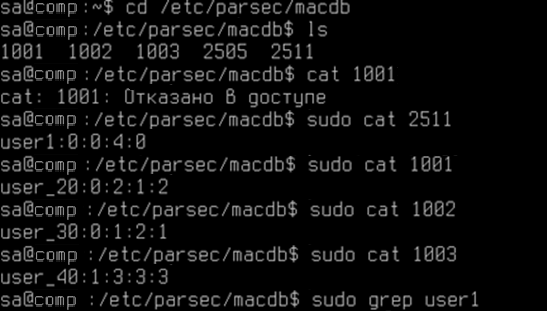 sa@comp:~$ cd /etc/parsec/macdb
sa@comp:/etc/parsec/macdb$ ls
1001 1002 1003 2505 2511
sa@comp:/etc/parsec/macdb$ cat 1001
cat: 1001: Отказано в доступе
sa@comp:/etc/parsec/macdb$ sudo cat 2511
user1:0:0:4:0
sa@comp:/etc/parsec/macdb$ sudo cat 1001
user_20:0:2:1:2
sa@comp :/etc/parsec/macdb$ sudo cat 1002
user_30:0:1:2:1
sa@comp :/etc/parsec/macdb$ sudo cat 1003
user_40:1:3:3:3
sa@comp :/etc/parsec/macdb$ sudo grep user1